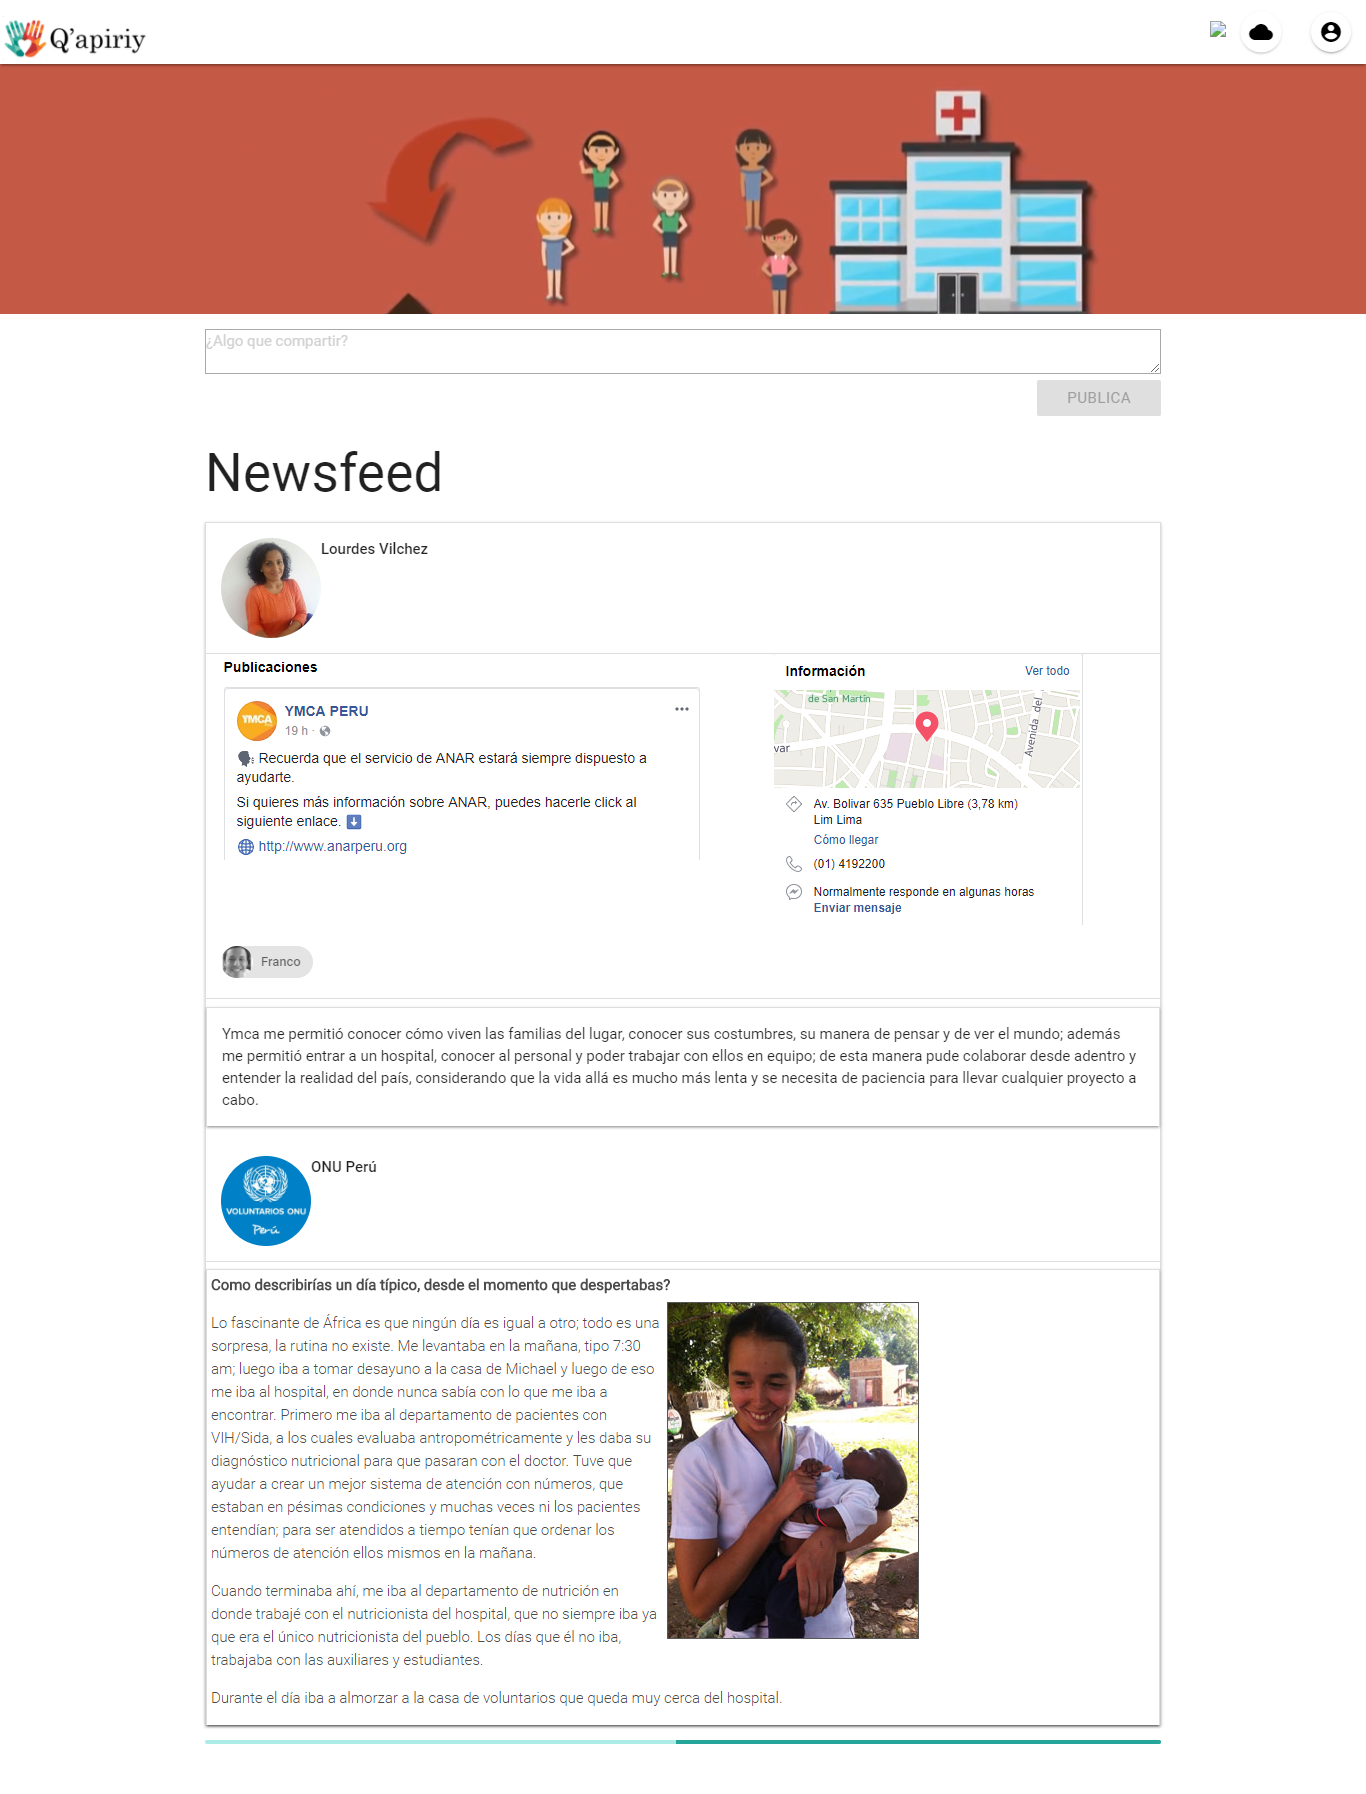 Q'apiriy
¿Algo que compartir?
PUBLICA
Newsfeed
Lourdes Vilchez
Publicaciones
YMCA
YMCA PERU
19 h ·
Recuerda que el servicio de ANAR estará siempre dispuesto a
ayudarte.
Si quieres más información sobre ANAR, puedes hacerle click al
siguiente enlace.
http://www.anarperu.org
Información
Ver todo
de San Martín
var
Avenida del
Av. Bolivar 635 Pueblo Libre (3,78 km)
Lim Lima
Cómo llegar
(01) 4192200
Normalmente responde en algunas horas
Enviar mensaje
Franco
Ymca me permitió conocer cómo viven las familias del lugar, conocer sus costumbres, su manera de pensar y de ver el mundo; además
me permitió entrar a un hospital, conocer al personal y poder trabajar con ellos en equipo; de esta manera pude colaborar desde adentro y
entender la realidad del país, considerando que la vida allá es mucho más lenta y se necesita de paciencia para llevar cualquier proyecto a
cabo.
ONU Perú
VOLUNTARIOS ONU
Perú
Como describirías un día típico, desde el momento que despertabas?
Lo fascinante de África es que ningún día es igual a otro; todo es una
sorpresa, la rutina no existe. Me levantaba en la mañana, tipo 7:30
am; luego iba a tomar desayuno a la casa de Michael y luego de eso
me iba al hospital, en donde nunca sabía con lo que me iba a
encontrar. Primero me iba al departamento de pacientes con
VIH/Sida, a los cuales evaluaba antropométricamente y les daba su
diagnóstico nutricional para que pasaran con el doctor. Tuve que
ayudar a crear un mejor sistema de atención con números, que
estaban en pésimas condiciones y muchas veces ni los pacientes
entendían; para ser atendidos a tiempo tenían que ordenar los
números de atención ellos mismos en la mañana.
Cuando terminaba ahí, me iba al departamento de nutrición en
donde trabajé con el nutricionista del hospital, que no siempre iba ya
que era el único nutricionista del pueblo. Los días que él no iba,
trabajaba con las auxiliares y estudiantes.
Durante el día iba a almorzar a la casa de voluntarios que queda muy cerca del hospital.